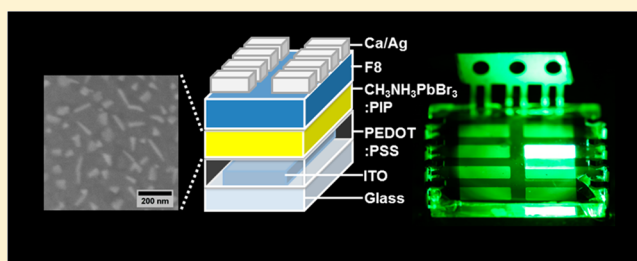 Ca/Ag
F8
CH₃NH₃PbBr₃
:PIP
PEDOT
:PSS
ITO
Glass
200 nm